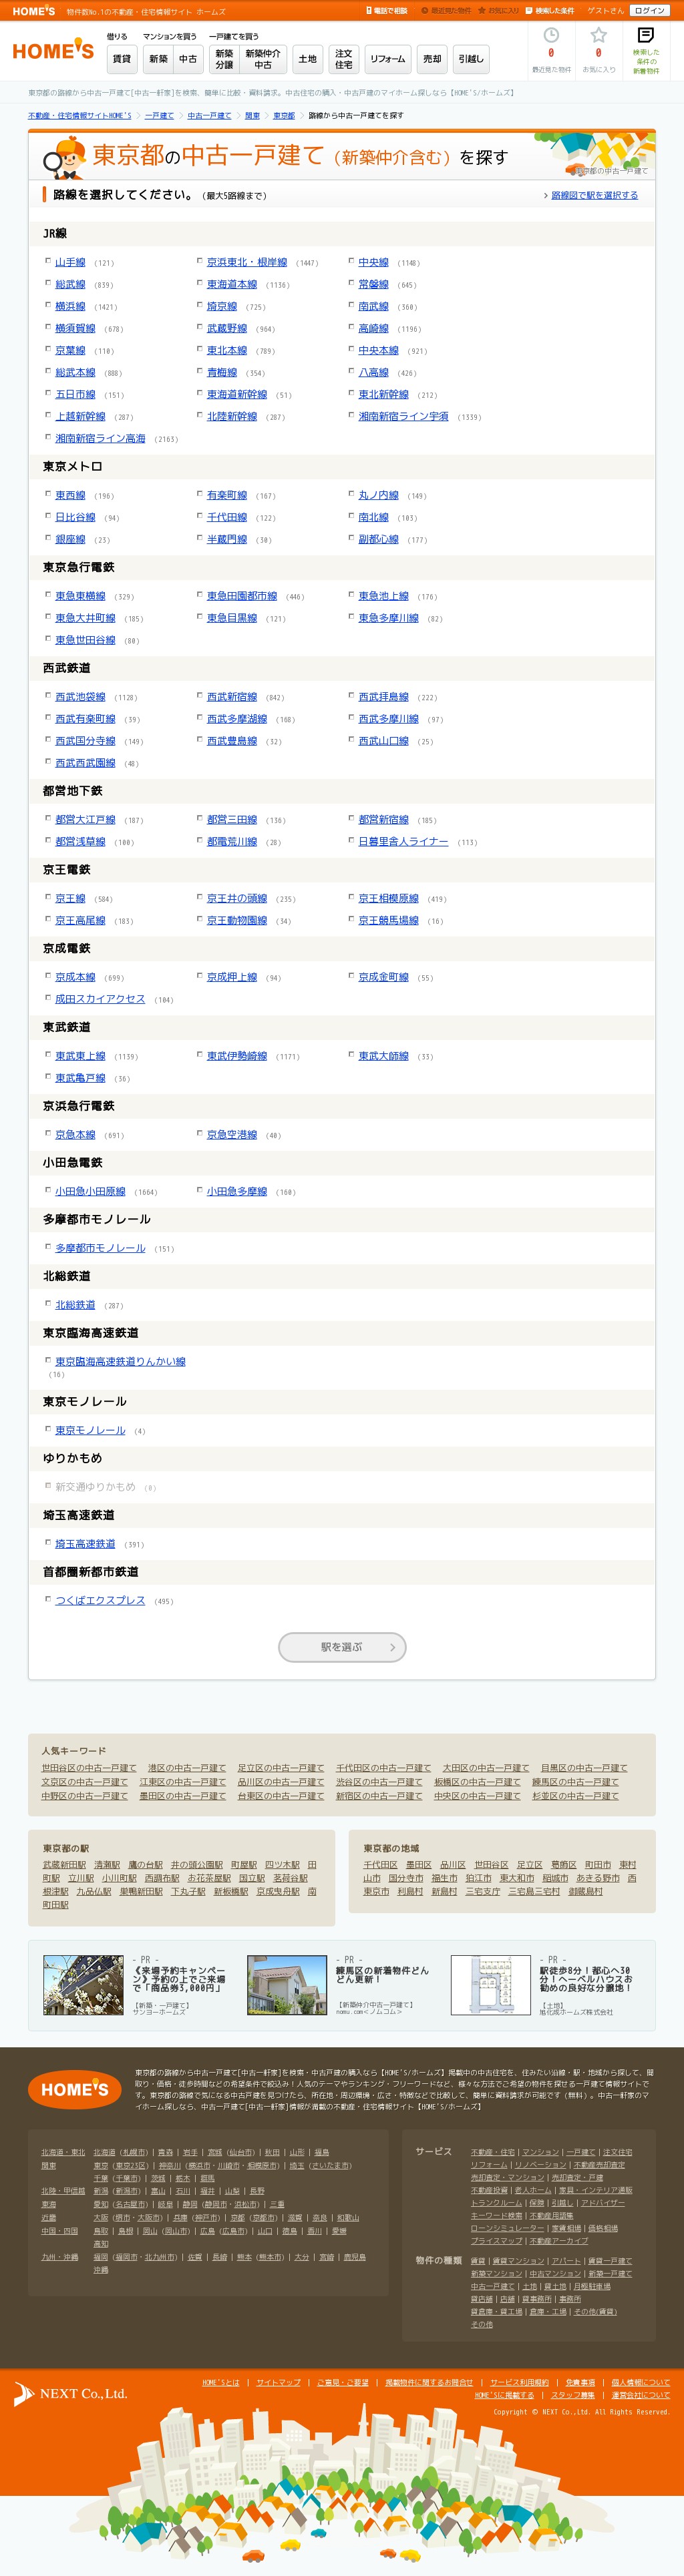 HOME'S 物件数No.1の不動産・住宅情報サイト ホームズ
電話で相談 最近見た物件 お気に入り 検索した条件 ゲストさん ログイン
HOME'S
借りる マンションを買う 一戸建てを買う
賃貸 新築 中古 新築分譲 新築仲介中古 土地 注文住宅 リフォーム 売却 引越し
0 最近見た物件
0 お気に入り
検索した条件の新着物件
東京都の路線から中古一戸建て[中古一軒家]を検索、簡単に比較・資料請求。中古住宅の購入・中古戸建のマイホーム探しなら【HOME'S/ホームズ】
不動産・住宅情報サイトHOME'S 一戸建て 中古一戸建て 関東 東京都 路線から中古一戸建てを探す
東京都の中古一戸建て（新築仲介含む）を探す
東京都の中古一戸建て
路線を選択してください。（最大5路線まで）
路線図で駅を選択する
JR線
山手線 (121) 京浜東北・根岸線 (1447) 中央線 (1148)
総武線 (839) 東海道本線 (1136) 常磐線 (645)
横浜線 (1421) 埼京線 (725) 南武線 (360)
横須賀線 (678) 武蔵野線 (964) 高崎線 (1196)
京葉線 (110) 東北本線 (789) 中央本線 (921)
総武本線 (888) 青梅線 (354) 八高線 (426)
五日市線 (151) 東海道新幹線 (51) 東北新幹線 (212)
上越新幹線 (287) 北陸新幹線 (287) 湘南新宿ライン宇須 (1339)
湘南新宿ライン高海 (2163)
東京メトロ
東西線 (196) 有楽町線 (167) 丸ノ内線 (149)
日比谷線 (94) 千代田線 (122) 南北線 (103)
銀座線 (23) 半蔵門線 (30) 副都心線 (177)
東京急行電鉄
東急東横線 (329) 東急田園都市線 (446) 東急池上線 (176)
東急大井町線 (185) 東急目黒線 (121) 東急多摩川線 (82)
東急世田谷線 (80)
西武鉄道
西武池袋線 (1128) 西武新宿線 (842) 西武拝島線 (222)
西武有楽町線 (39) 西武多摩湖線 (168) 西武多摩川線 (97)
西武国分寺線 (149) 西武豊島線 (32) 西武山口線 (25)
西武西武園線 (48)
都営地下鉄
都営大江戸線 (187) 都営三田線 (136) 都営新宿線 (185)
都営浅草線 (100) 都電荒川線 (28) 日暮里舎人ライナー (113)
京王電鉄
京王線 (584) 京王井の頭線 (235) 京王相模原線 (419)
京王高尾線 (183) 京王動物園線 (34) 京王競馬場線 (16)
京成電鉄
京成本線 (699) 京成押上線 (94) 京成金町線 (55)
成田スカイアクセス (104)
東武鉄道
東武東上線 (1139) 東武伊勢崎線 (1171) 東武大師線 (33)
東武亀戸線 (36)
京浜急行電鉄
京急本線 (691) 京急空港線 (40)
小田急電鉄
小田急小田原線 (1664) 小田急多摩線 (160)
多摩都市モノレール
多摩都市モノレール (151)
北総鉄道
北総鉄道 (287)
東京臨海高速鉄道
東京臨海高速鉄道りんかい線
(16)
東京モノレール
東京モノレール (4)
ゆりかもめ
新交通ゆりかもめ (0)
埼玉高速鉄道
埼玉高速鉄道 (391)
首都圏新都市鉄道
つくばエクスプレス (495)
駅を選ぶ
人気キーワード
世田谷区の中古一戸建て 港区の中古一戸建て 足立区の中古一戸建て 千代田区の中古一戸建て 大田区の中古一戸建て 目黒区の中古一戸建て
文京区の中古一戸建て 江東区の中古一戸建て 品川区の中古一戸建て 渋谷区の中古一戸建て 板橋区の中古一戸建て 練馬区の中古一戸建て
中野区の中古一戸建て 墨田区の中古一戸建て 台東区の中古一戸建て 新宿区の中古一戸建て 中央区の中古一戸建て 杉並区の中古一戸建て
東京都の駅
武蔵新田駅 清瀬駅 鷹の台駅 井の頭公園駅 町屋駅 四ツ木駅 田
町駅 立川駅 小川町駅 西調布駅 お花茶屋駅 国立駅 茗荷谷駅
根津駅 九品仏駅 巣鴨新田駅 下丸子駅 新板橋駅 京成曳舟駅 南
町田駅
東京都の地域
千代田区 墨田区 品川区 世田谷区 足立区 葛飾区 町田市 東村
山市 国分寺市 福生市 狛江市 東大和市 稲城市 あきる野市 西
東京市 利島村 新島村 三宅支庁 三宅島三宅村 御蔵島村
- PR -
《来場予約キャンペー
ン》予約の上でご来場
で「商品券3,000円」
【新築・一戸建て】
サンヨーホームズ
- PR -
練馬区の新着物件どん
どん更新！
【新築仲介中古一戸建て】
nomu.com＜ノムコム＞
- PR -
駅徒歩8分！都心へ30
分！ヘーベルハウスお
勧めの良好な分譲地！
【土地】
旭化成ホームズ株式会社
HOME'S
東京都の路線から中古一戸建て[中古一軒家]を検索・中古戸建の購入なら【HOME'S/ホームズ】掲載中の中古住宅を、住みたい沿線・駅・地域から探して、間
取り・価格・徒歩時間などの希望条件で絞込み！人気のテーマやランキング・フリーワードなど、様々な方法でご希望の物件を探せる一戸建て情報サイトで
す。東京都の路線で気になる中古戸建を見つけたら、所在地・周辺環境・広さ・特徴などで比較して、簡単に資料請求が可能です（無料）。中古一軒家のマ
イホーム探しなら、中古一戸建て[中古一軒家]情報が満載の不動産・住宅情報サイト【HOME'S/ホームズ】
北海道・東北 北海道 (札幌市) | 青森 | 岩手 | 宮城 (仙台市) | 秋田 | 山形 | 福島
関東 東京 (東京23区) | 神奈川 (横浜市・川崎市・相模原市) | 埼玉 (さいたま市)
千葉 (千葉市) | 茨城 | 栃木 | 群馬
北陸・甲信越 新潟 (新潟市) | 富山 | 石川 | 福井 | 山梨 | 長野
東海 愛知 (名古屋市) | 岐阜 | 静岡 (静岡市・浜松市) | 三重
近畿 大阪 (堺市・大阪市) | 兵庫 (神戸市) | 京都 (京都市) | 滋賀 | 奈良 | 和歌山
中国・四国 鳥取 | 島根 | 岡山 (岡山市) | 広島 (広島市) | 山口 | 徳島 | 香川 | 愛媛
高知
九州・沖縄 福岡 (福岡市・北九州市) | 佐賀 | 長崎 | 熊本 (熊本市) | 大分 | 宮崎 | 鹿児島
沖縄
サービス 不動産・住宅 | マンション | 一戸建て | 注文住宅
リフォーム | リノベーション | 不動産売却査定
売却査定・マンション | 売却査定・戸建
不動産投資 | 老人ホーム | 家具・インテリア通販
トランクルーム | 保険 | 引越し | アドバイザー
キーワード検索 | 不動産用語集
ローンシミュレーター | 家賃相場 | 価格相場
プライスマップ | 不動産アーカイブ
物件の種類 賃貸 | 賃貸マンション | アパート | 賃貸一戸建て
新築マンション | 中古マンション | 新築一戸建て
中古一戸建て | 土地 | 貸土地 | 月極駐車場
貸店舗 | 店舗 | 貸事務所 | 事務所
貸倉庫・貸工場 | 倉庫・工場 | その他(賃貸)
その他
NEXT Co.,Ltd.
HOME'Sとは | サイトマップ | ご意見・ご要望 | 掲載物件に関するお問合せ | サービス利用規約 | 免責事項 | 個人情報について
HOME'Sに掲載する | スタッフ募集 | 運営会社について
Copyright © NEXT Co.,Ltd. All Rights Reserved.